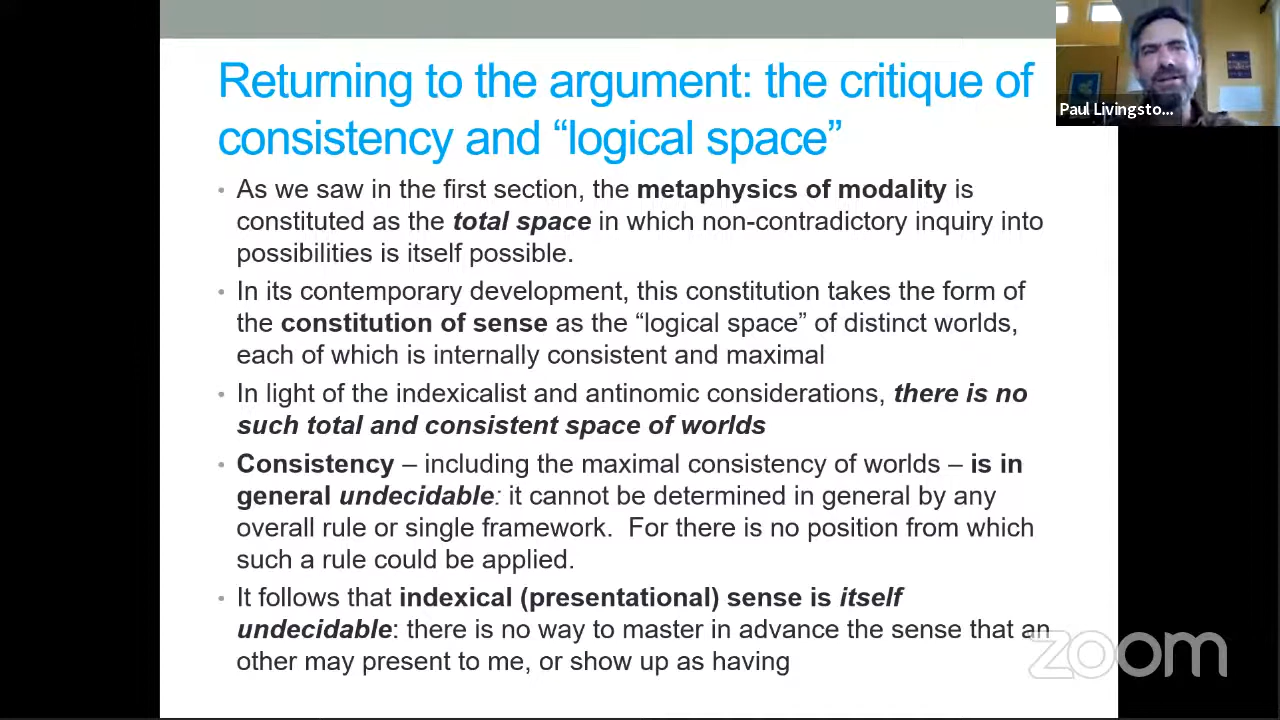 Returning to the argument: the critique of
consistency and “logical space”
Paul Livingsto...
• As we saw in the first section, the metaphysics of modality is
constituted as the total space in which non-contradictory inquiry into
possibilities is itself possible.
• In its contemporary development, this constitution takes the form of
the constitution of sense as the “logical space” of distinct worlds,
each of which is internally consistent and maximal
• In light of the indexicalist and antinomic considerations, there is no
such total and consistent space of worlds
• Consistency – including the maximal consistency of worlds – is in
general undecidable: it cannot be determined in general by any
overall rule or single framework.  For there is no position from which
such a rule could be applied.
• It follows that indexical (presentational) sense is itself
undecidable: there is no way to master in advance the sense that an
other may present to me, or show up as having
zoom